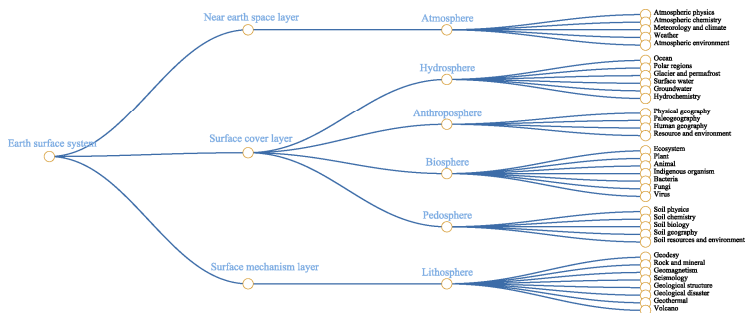 Near earth space layer
Atmosphere
Atmospheric physics
Atmospheric chemistry
Meteorology and climate
Weather
Atmospheric environment
Hydrosphere
Ocean
Polar regions
Glacier and permafrost
Surface water
Groundwater
Hydrochemistry
Earth surface system
Surface cover layer
Anthroposphere
Physical geography
Paleogeography
Human geography
Resource and environment
Biosphere
Ecosystem
Plant
Animal
Indigenous organism
Bacteria
Fungi
Virus
Pedosphere
Soil physics
Soil chemistry
Soil biology
Soil geography
Soil resources and environment
Surface mechanism layer
Lithosphere
Geodesy
Rock and mineral
Geomagnetism
Seismology
Geological structure
Geological disaster
Geothermal
Volcano